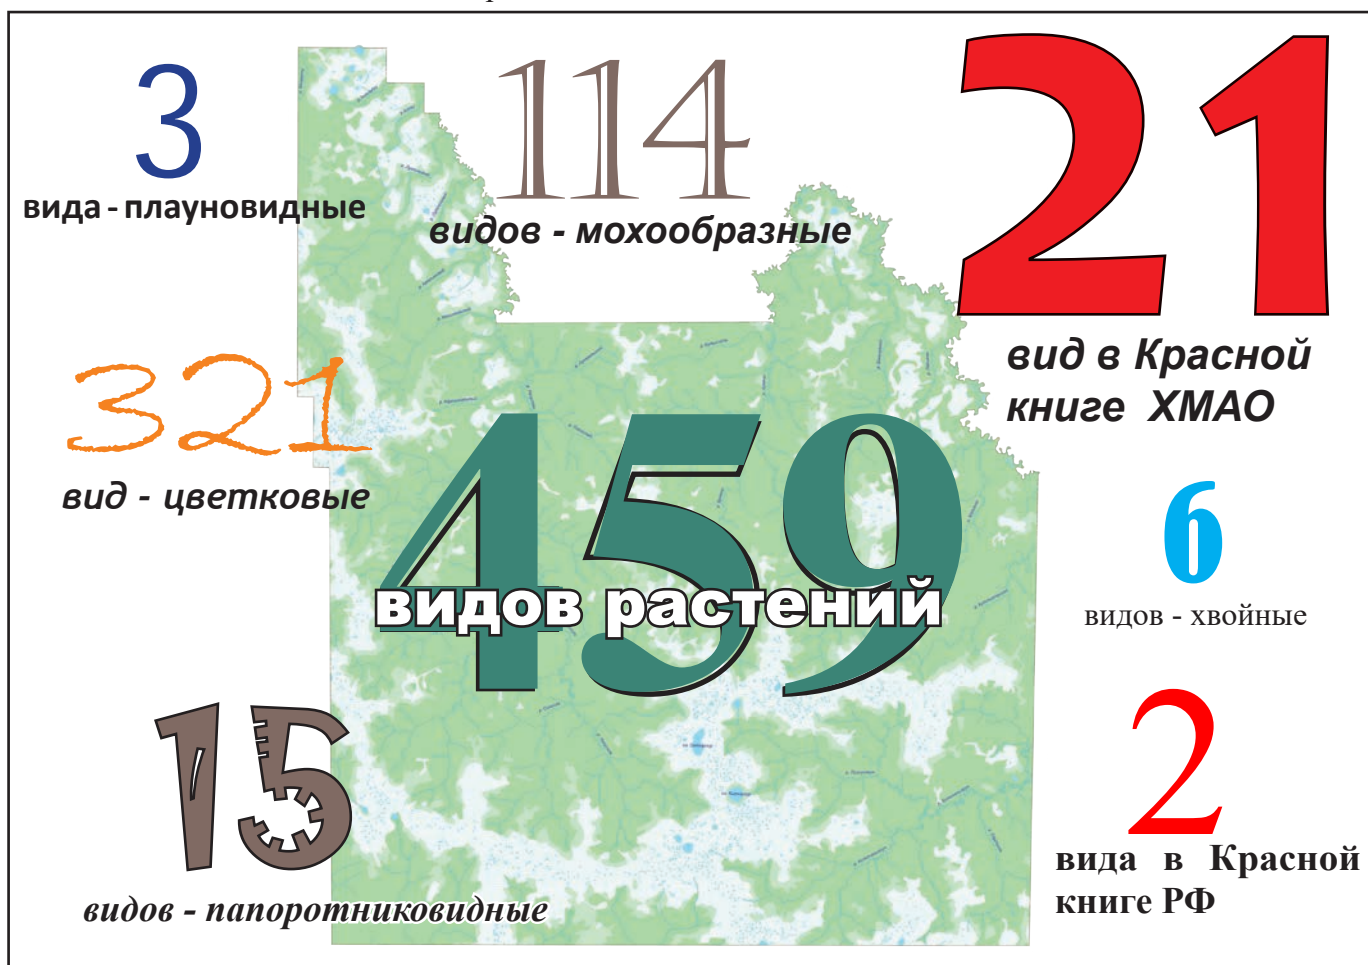 3
вида - плауновидные
114
видов - мохообразные
21
вид в Красной
книге ХМАО
321
вид - цветковые
459
видов растений
6
видов - хвойные
15
видов - папоротниковидные
2
вида в Красной
книге РФ